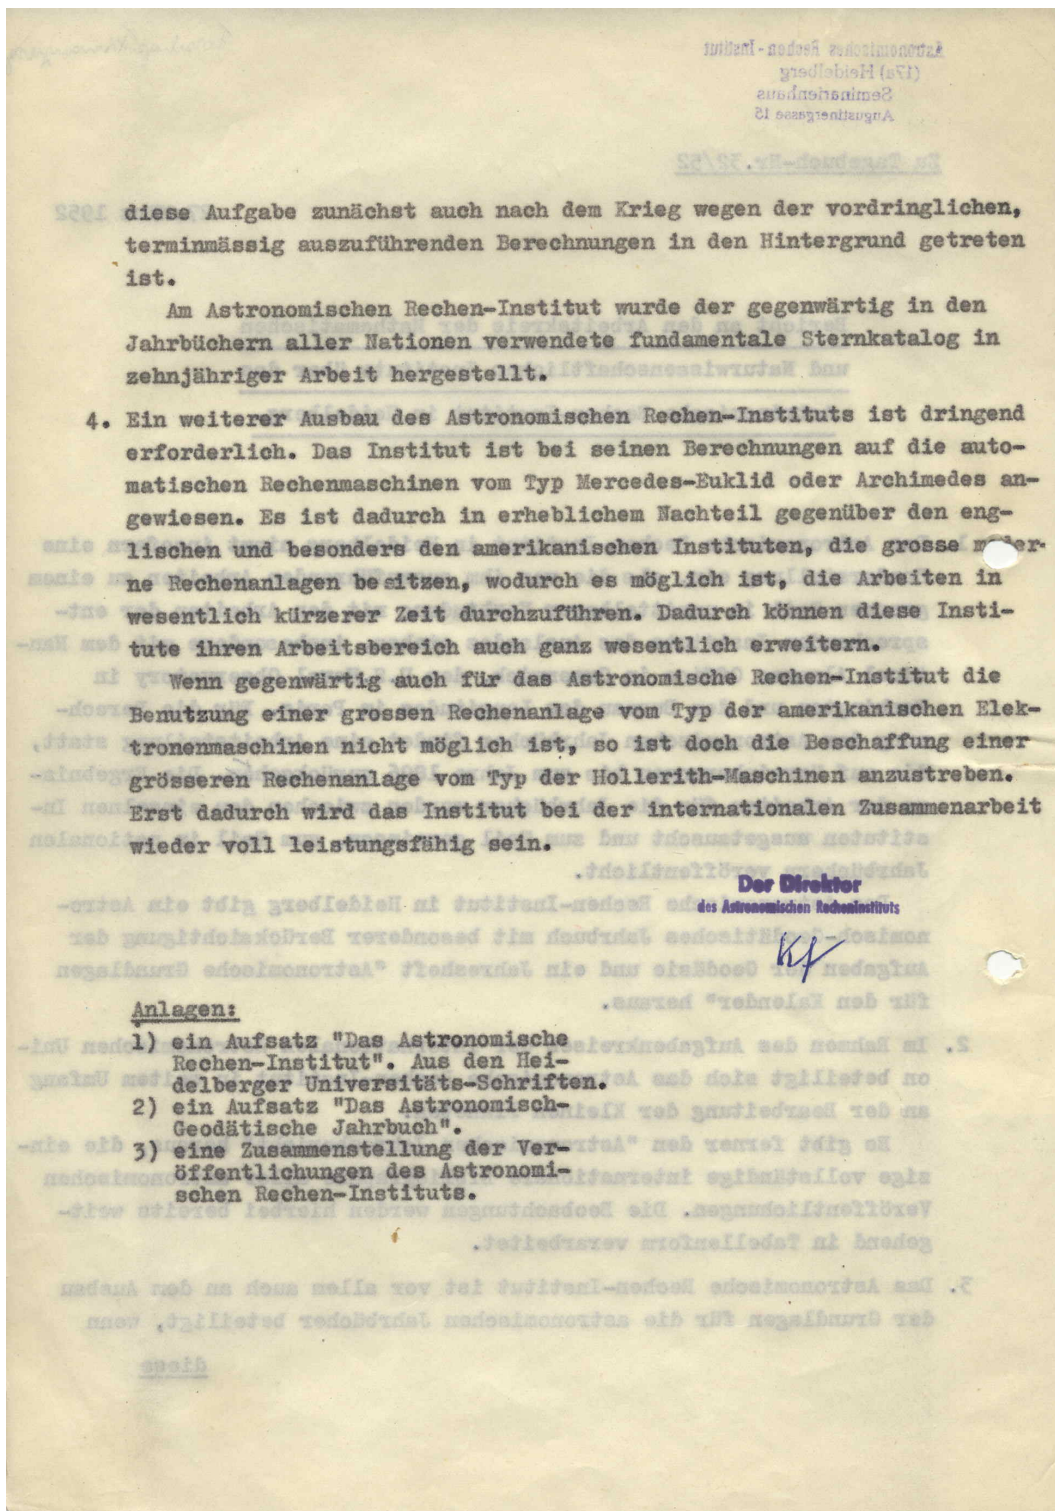 diese Aufgabe zunächst auch nach dem Krieg wegen der vordringlichen,
terminmässig auszuführenden Berechnungen in den Hintergrund getreten
ist.
Am Astronomischen Rechen-Institut wurde der gegenwärtig in den
Jahrbüchern aller Nationen verwendete fundamentale Sternkatalog in
zehnjähriger Arbeit hergestellt.
4. Ein weiterer Ausbau des Astronomischen Rechen-Instituts ist dringend
erforderlich. Das Institut ist bei seinen Berechnungen auf die auto-
matischen Rechenmaschinen vom Typ Mercedes-Euklid oder Archimedes an-
gewiesen. Es ist dadurch in erheblichem Nachteil gegenüber den eng-
lischen und besonders den amerikanischen Instituten, die grosse moder-
ne Rechenanlagen besitzen, wodurch es möglich ist, die Arbeiten in
wesentlich kürzerer Zeit durchzuführen. Dadurch können diese Insti-
tute ihren Arbeitsbereich auch ganz wesentlich erweitern.
Wenn gegenwärtig auch für das Astronomische Rechen-Institut die
Benutzung einer grossen Rechenanlage vom Typ der amerikanischen Elek-
tronenmaschinen nicht möglich ist, so ist doch die Beschaffung einer
grösseren Rechenanlage vom Typ der Hollerith-Maschinen anzustreben.
Erst dadurch wird das Institut bei der internationalen Zusammenarbeit
wieder voll leistungsfähig sein.
Der Direktor
des Astronomischen Recheninstituts
Kf
Anlagen:
1) ein Aufsatz "Das Astronomische
Rechen-Institut". Aus den Hei-
delberger Universitäts-Schriften.
2) ein Aufsatz "Das Astronomisch-
Geodätische Jahrbuch".
3) eine Zusammenstellung der Ver-
öffentlichungen des Astronomi-
schen Rechen-Instituts.